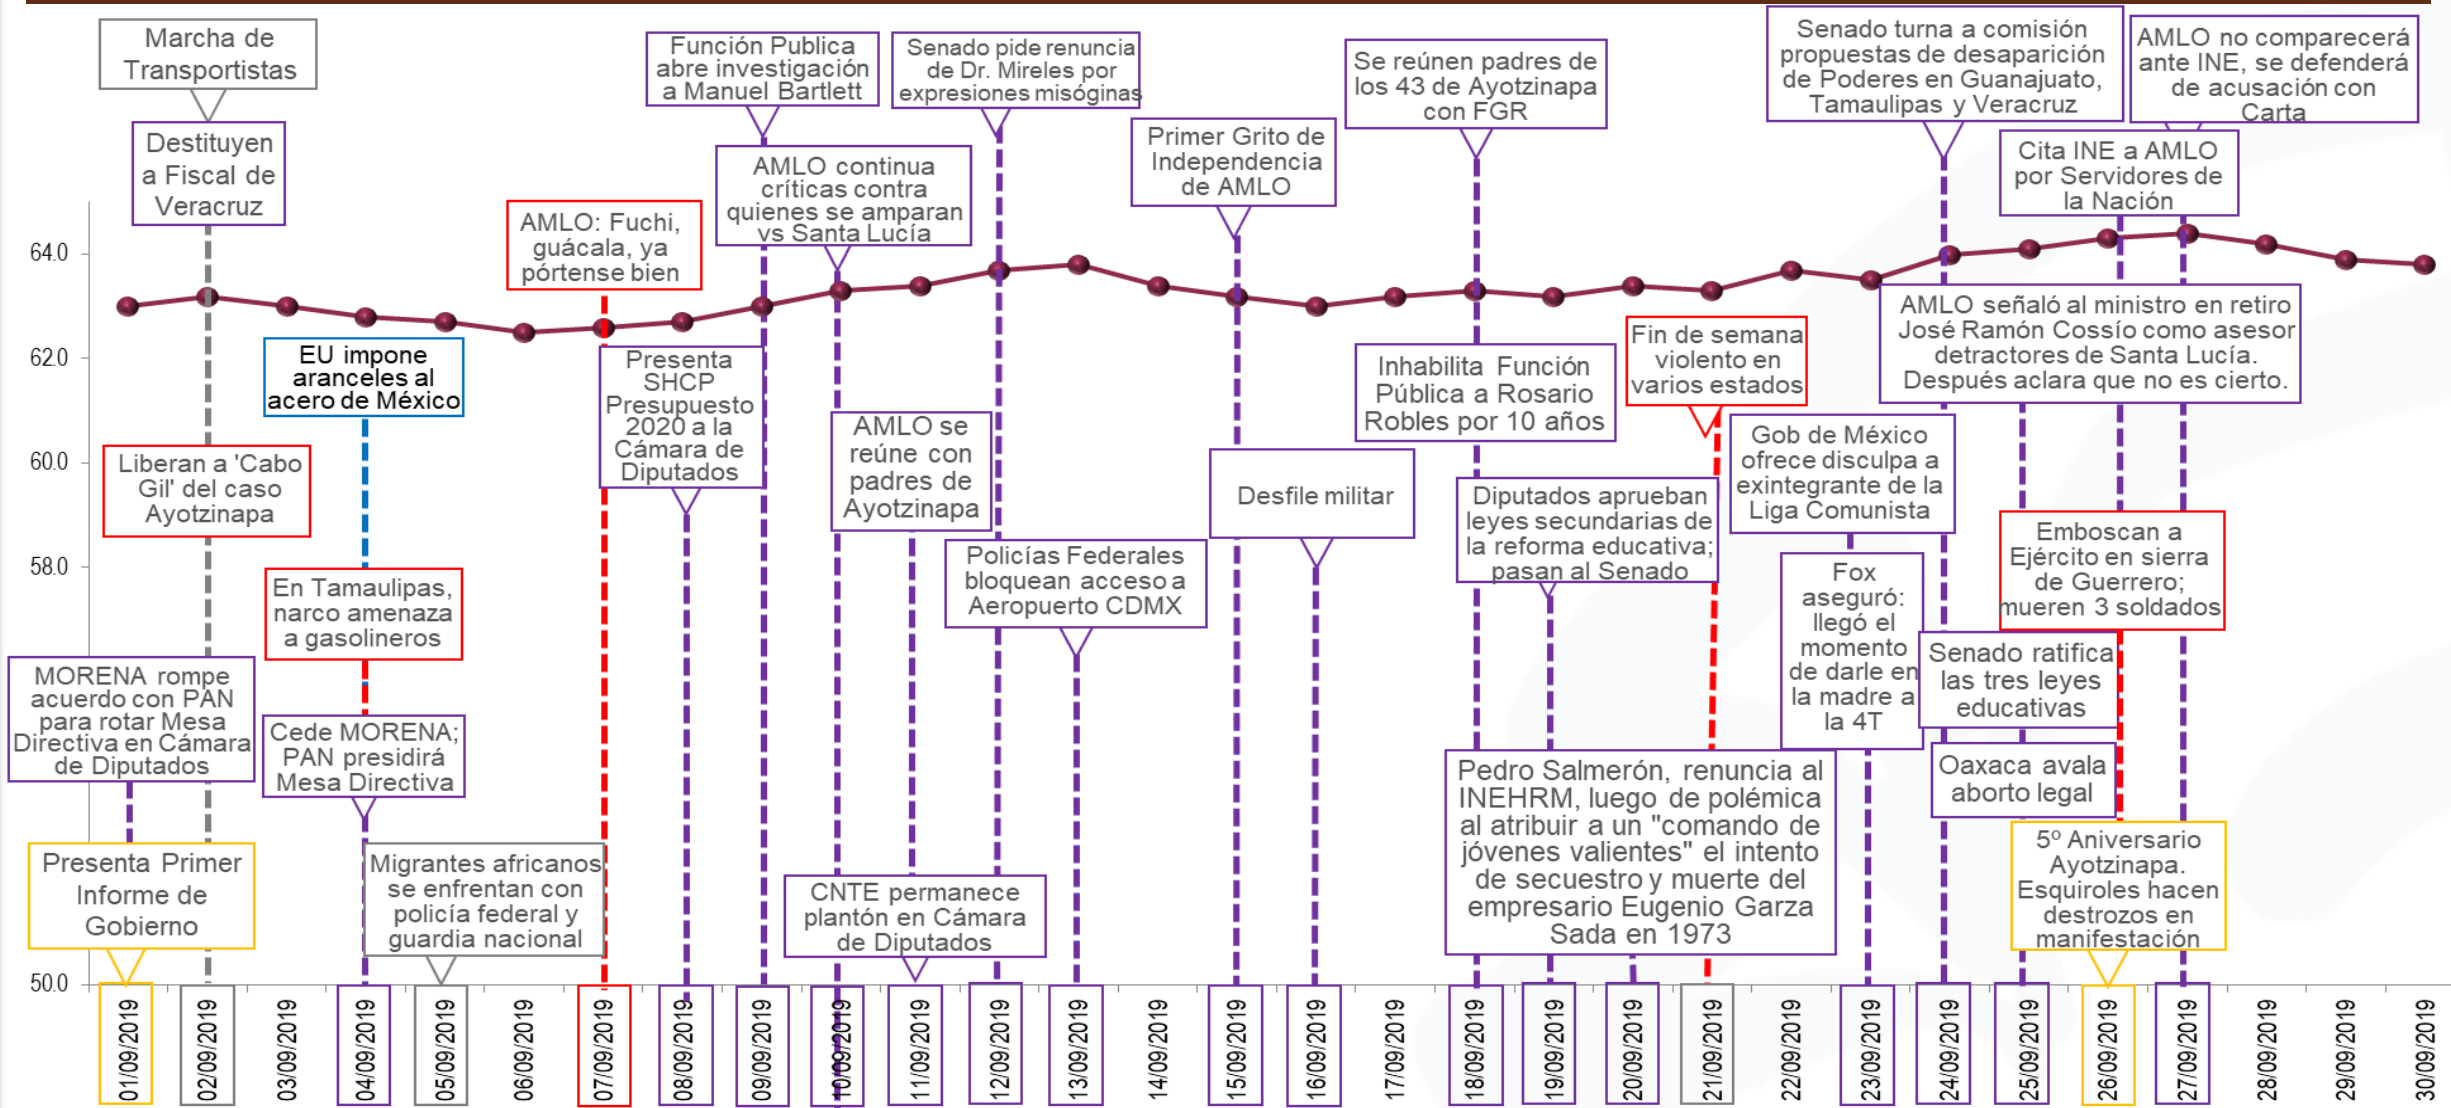 Marcha de
Transportistas
Destituyen
a Fiscal de
Veracruz
Función Publica
abre investigación
a Manuel Bartlett
Senado pide renuncia
de Dr. Mireles por
expresiones misóginas
AMLO continua
críticas contra
quienes se amparan
vs Santa Lucía
AMLO: Fuchi,
guácala, ya
pórtense bien
Primer Grito de
Independencia
de AMLO
Se reúnen padres de
los 43 de Ayotzinapa
con FGR
Senado turna a comisión
propuestas de desaparición
de Poderes en Guanajuato,
Tamaulipas y Veracruz
AMLO no comparecerá
ante INE, se defenderá
de acusación con
Carta
Cita INE a AMLO
por Servidores de
la Nación
64.0
62.0
60.0
58.0
50.0
EU impone
aranceles al
acero de México
Liberan a 'Cabo
Gil' del caso
Ayotzinapa
En Tamaulipas,
narco amenaza
a gasolineros
MORENA rompe
acuerdo con PAN
para rotar Mesa
Directiva en Cámara
de Diputados
Cede MORENA;
PAN presidirá
Mesa Directiva
Presenta Primer
Informe de
Gobierno
Migrantes africanos
se enfrentan con
policía federal y
guardia nacional
Presenta
SHCP
Presupuesto
2020 a la
Cámara de
Diputados
AMLO se
reúne con
padres de
Ayotzinapa
Policías Federales
bloquean acceso a
Aeropuerto CDMX
CNTE permanece
plantón en Cámara
de Diputados
Desfile militar
Inhabilita Función
Pública a Rosario
Robles por 10 años
Diputados aprueban
leyes secundarias de
la reforma educativa;
pasan al Senado
Fin de semana
violento en
varios estados
Pedro Salmerón, renuncia al
INEHRM, luego de polémica
al atribuir a un "comando de
jóvenes valientes" el intento
de secuestro y muerte del
empresario Eugenio Garza
Sada en 1973
AMLO señaló al ministro en retiro
José Ramón Cossío como asesor
detractores de Santa Lucía.
Después aclara que no es cierto.
Gob de México
ofrece disculpa a
exintegrante de la
Liga Comunista
Fox
aseguró:
llegó el
momento
de darle en
la madre a
la 4T
Emboscan a
Ejército en sierra
de Guerrero;
mueren 3 soldados
Senado ratifica
las tres leyes
educativas
Oaxaca avala
aborto legal
5º Aniversario
Ayotzinapa.
Esquiroles hacen
destrozos en
manifestación
01/09/2019
02/09/2019
03/09/2019
04/09/2019
05/09/2019
06/09/2019
07/09/2019
08/09/2019
09/09/2019
10/09/2019
11/09/2019
12/09/2019
13/09/2019
14/09/2019
15/09/2019
16/09/2019
17/09/2019
18/09/2019
19/09/2019
20/09/2019
21/09/2019
22/09/2019
23/09/2019
24/09/2019
25/09/2019
26/09/2019
27/09/2019
28/09/2019
29/09/2019
30/09/2019